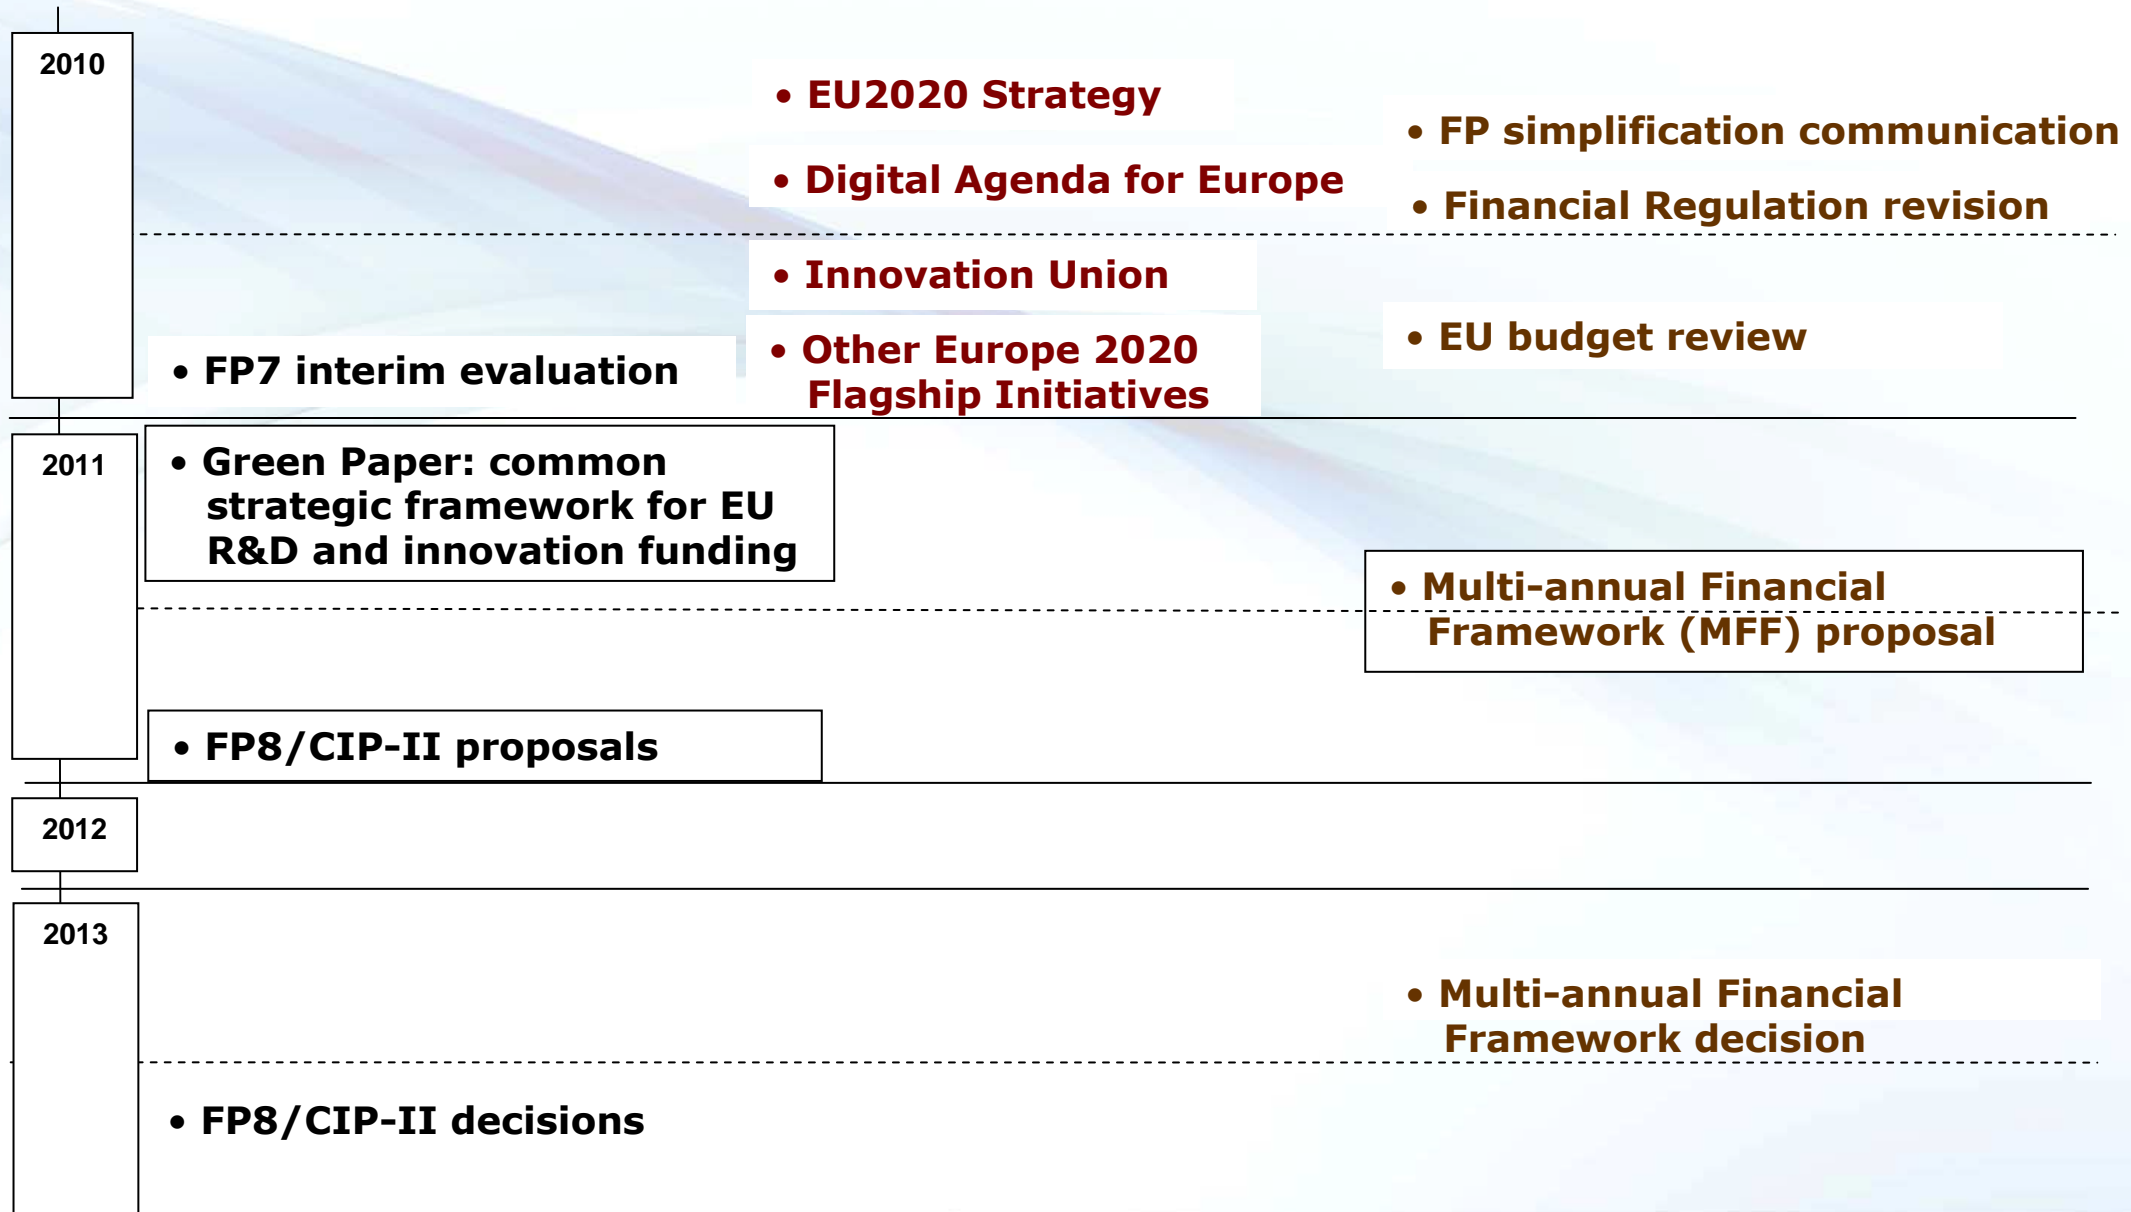 2010
• EU2020 Strategy
• FP simplification communication
• Digital Agenda for Europe
• Financial Regulation revision
• Innovation Union
• EU budget review
• Other Europe 2020
Flagship Initiatives
• FP7 interim evaluation
2011
• Green Paper: common
strategic framework for EU
R&D and innovation funding
• Multi-annual Financial
Framework (MFF) proposal
• FP8/CIP-II proposals
2012
2013
• Multi-annual Financial
Framework decision
• FP8/CIP-II decisions